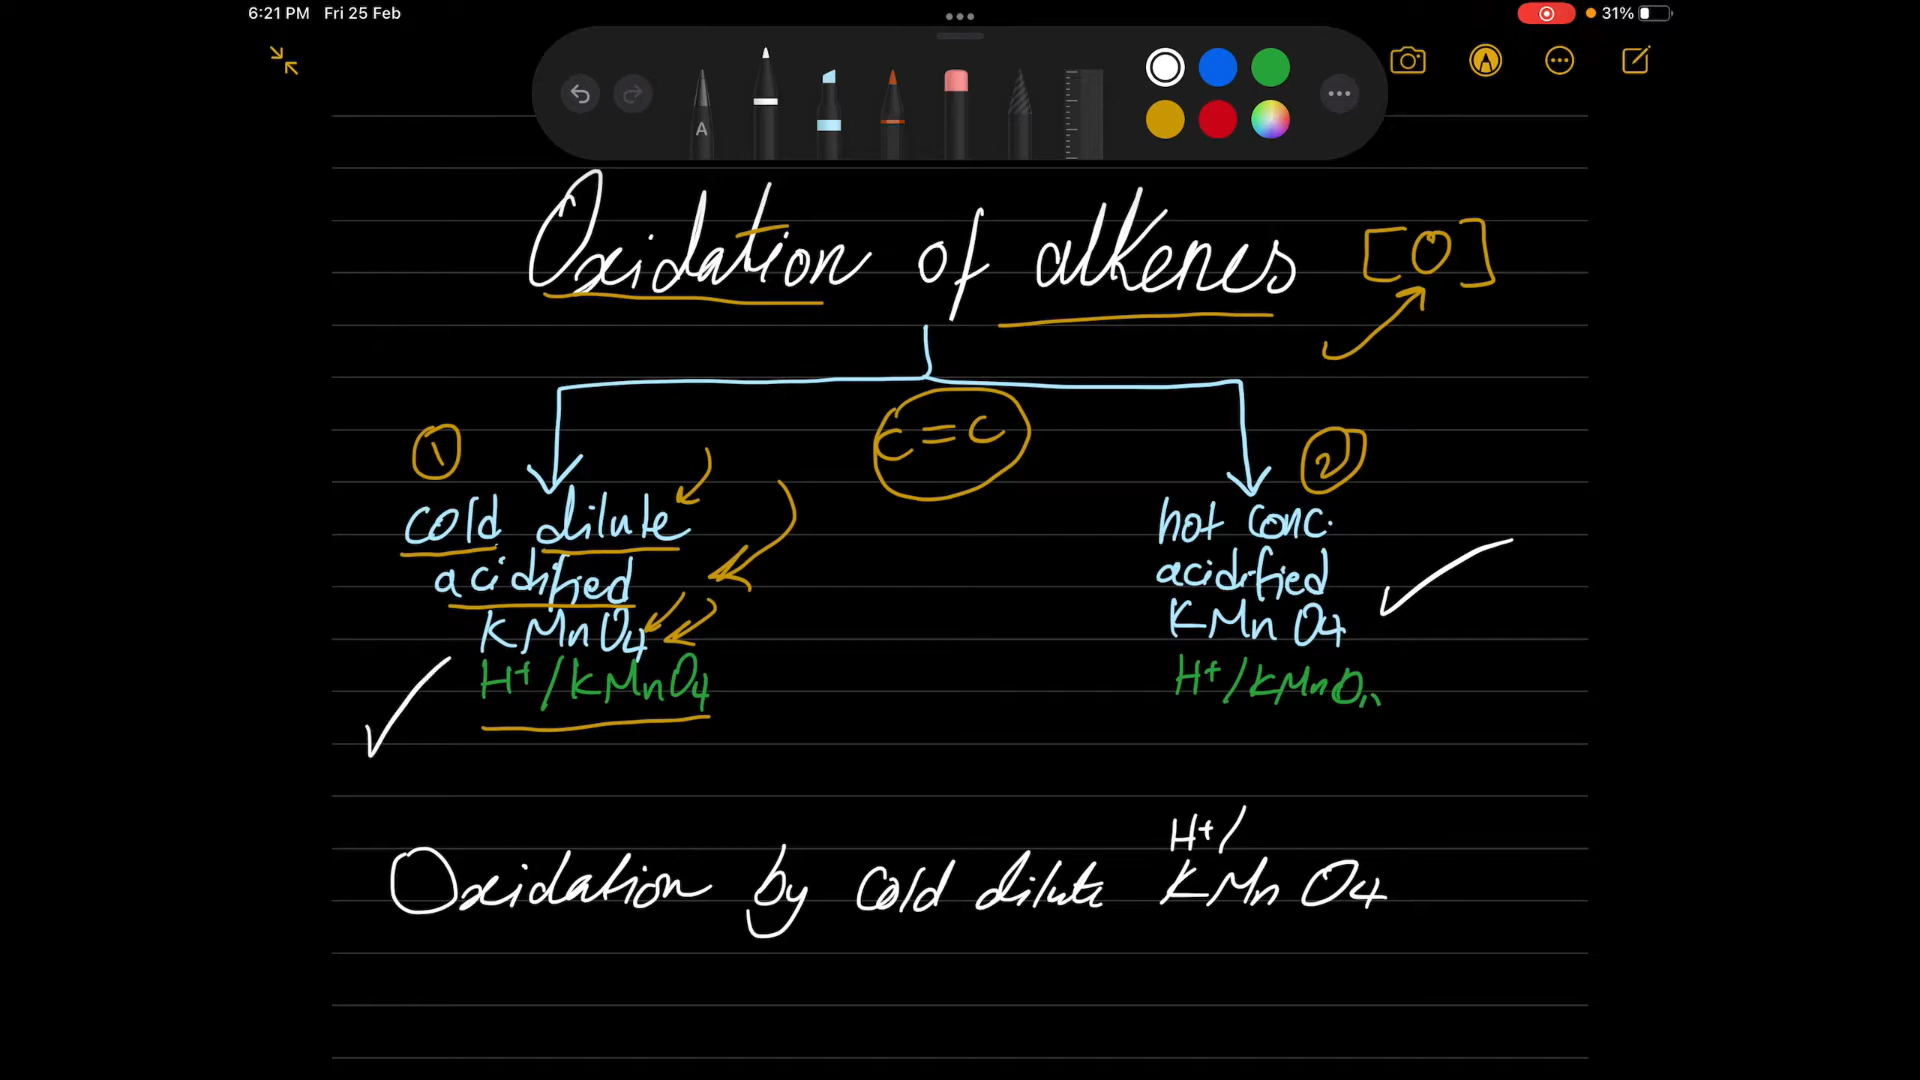 6:21 PM Fri 25 Feb
31%
A
Oxidation of alkenes [O]
C=C
1
2
cold dilute
acidified
KMnO4
H+/KMnO4
hot conc.
acidified
KMnO4
H+/KMnOn
H+/
Oxidation by cold dilute KMnO4